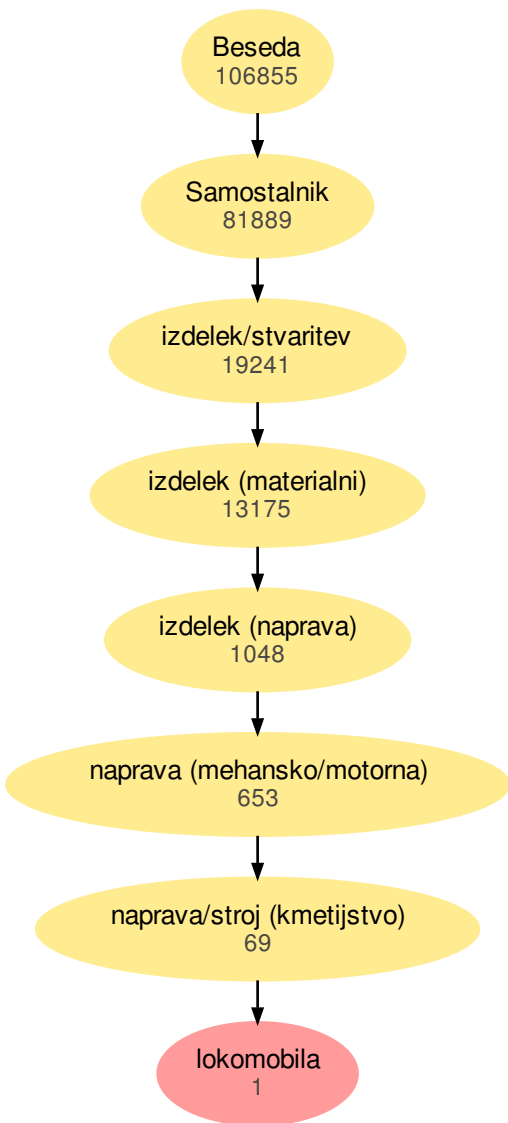 Beseda
106855
Samostalnik
81889
izdelek/stvaritev
19241
izdelek (materialni)
13175
izdelek (naprava)
1048
naprava (mehansko/motorna)
653
naprava/stroj (kmetijstvo)
69
lokomobila
1